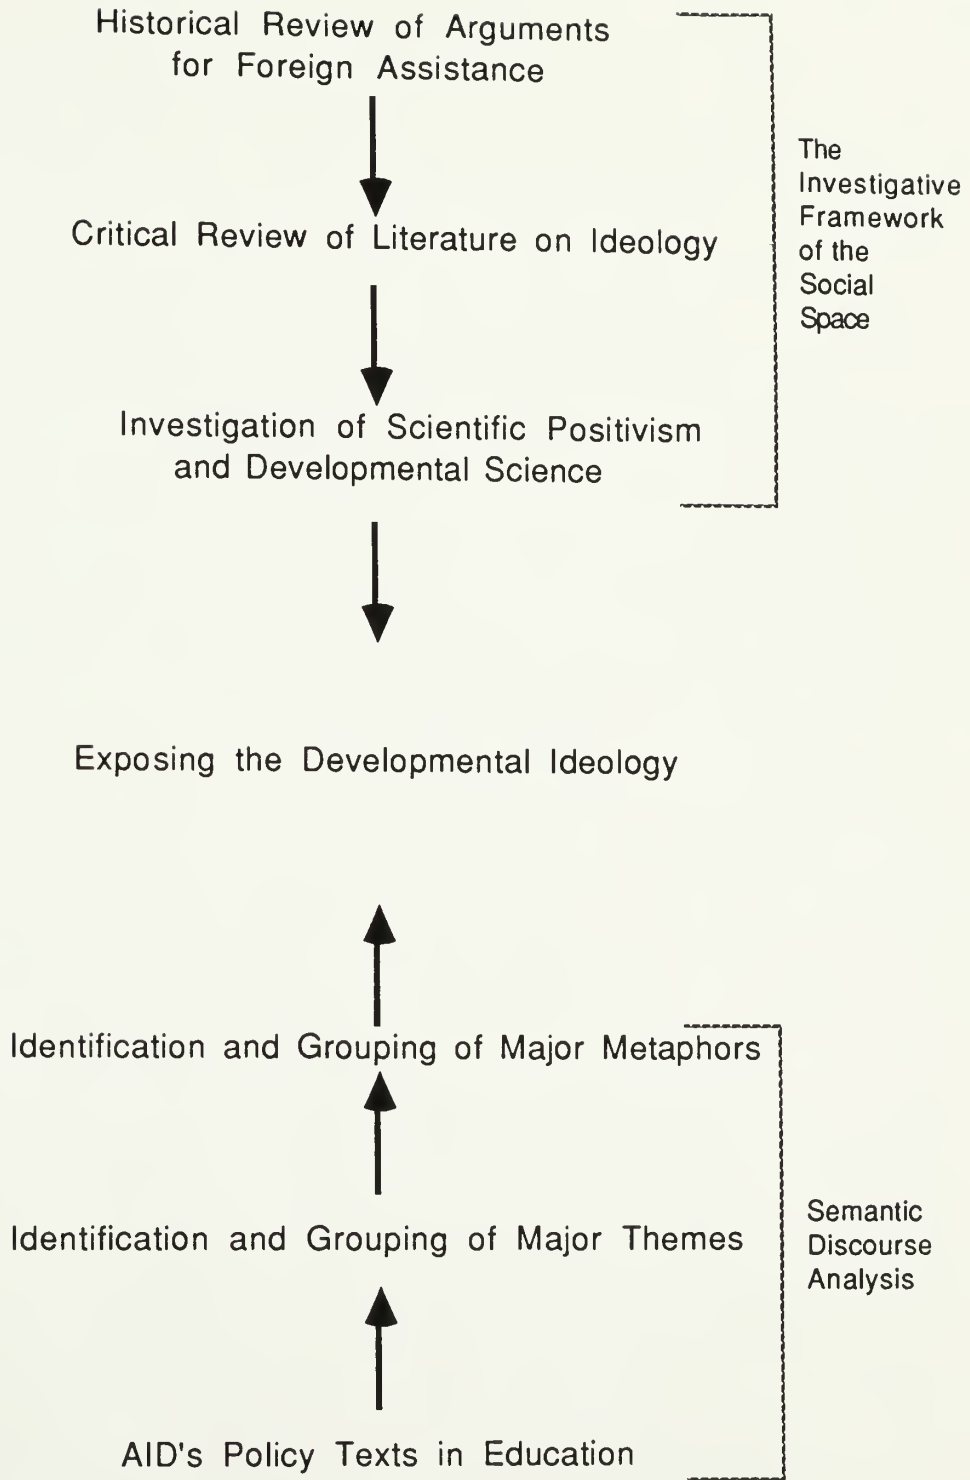 Historical Review of Arguments
for Foreign Assistance
Critical Review of Literature on Ideology
Investigation of Scientific Positivism
and Developmental Science
The
Investigative
Framework
of the
Social
Space
Exposing the Developmental Ideology
Identification and Grouping of Major Metaphors
Identification and Grouping of Major Themes
AID's Policy Texts in Education
Semantic
Discourse
Analysis